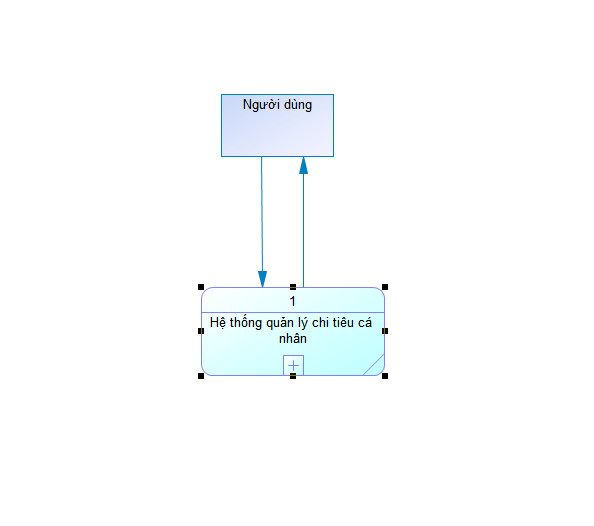 Người dùng
1
Hệ thống quản lý chi tiêu cá
nhân